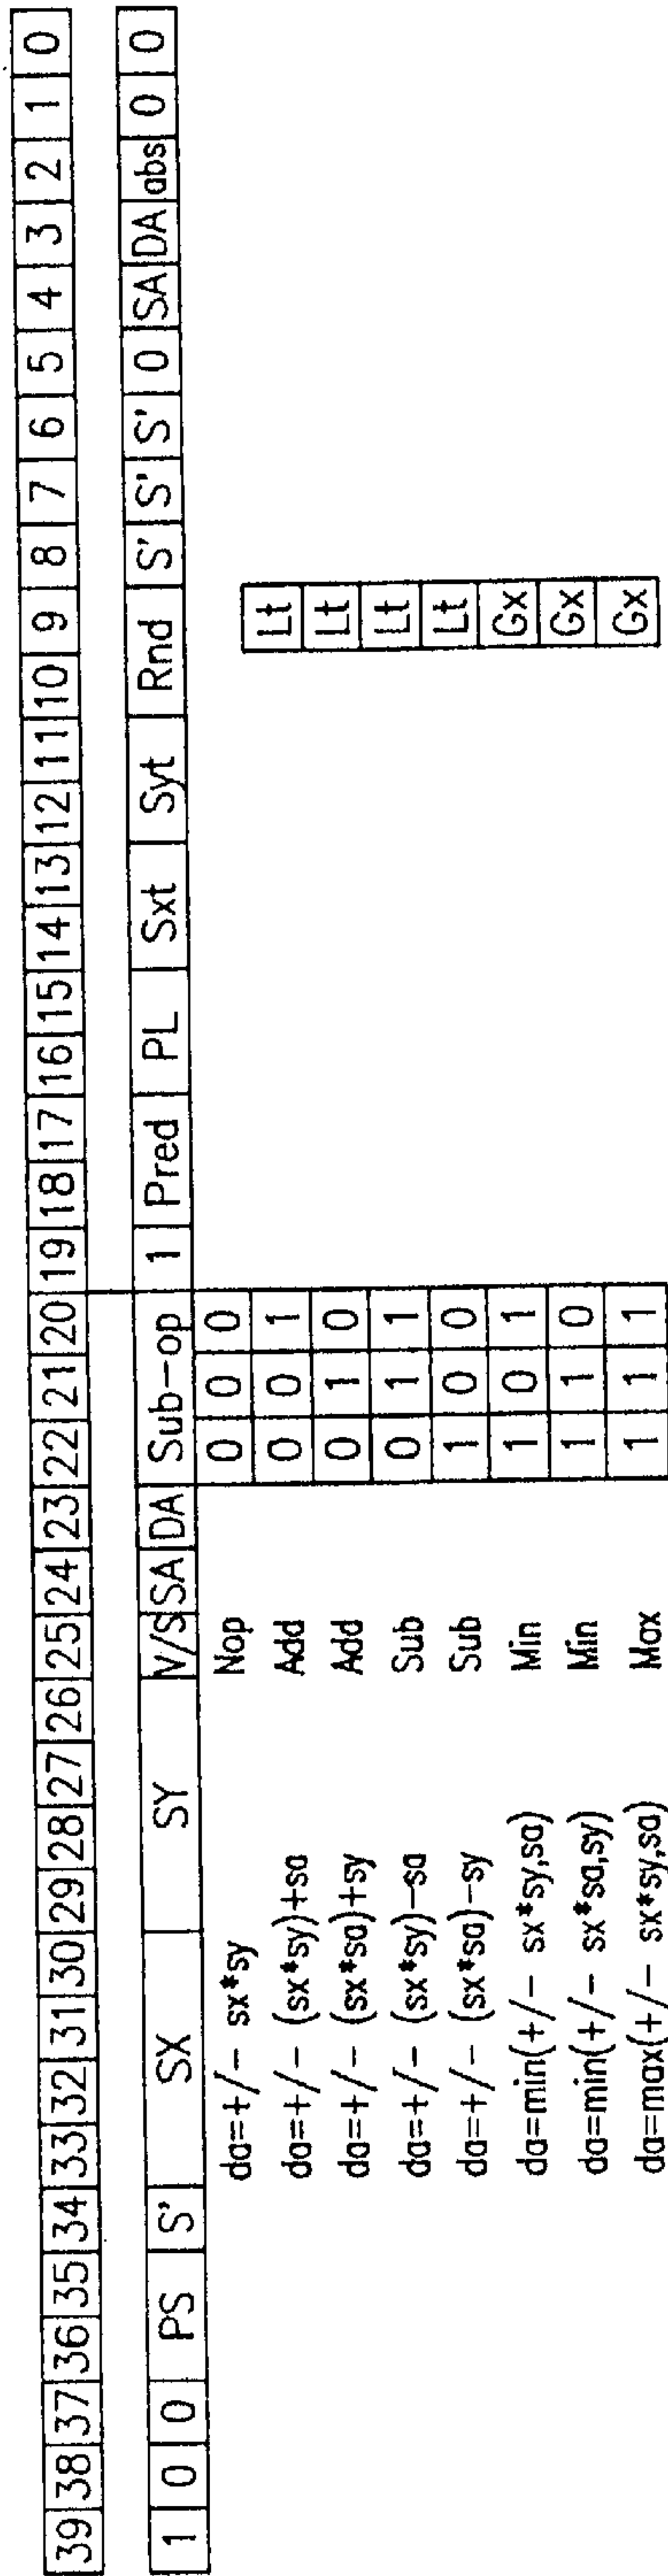 39 38 37 36 35 34 33 32 31 30 29 28 27 26 25 24 23 22 21 20 19 18 17 16 15 14 13 12 11 10 9 8 7 6 5 4 3 2 1 0
1 0 0 PS S' SX SY V/S SA DA Sub-op 1 Pred PL Sxt Syt Rnd S' S' S' 0 SA DA abs 0 0
da=+/- sx*sy Nop 0 0 0
da=+/- (sx*sy)+sa Add 0 0 1 Lt
da=+/- (sx*sa)+sy Add 0 1 0 Lt
da=+/- (sx*sy)-sa Sub 0 1 1 Lt
da=+/- (sx*sa)-sy Sub 1 0 0 Lt
da=min(+/- sx*sy,sa) Min 1 0 1 Gx
da=min(+/- sx*sa,sy) Min 1 1 0 Gx
da=max(+/- sx*sy,sa) Max 1 1 1 Gx